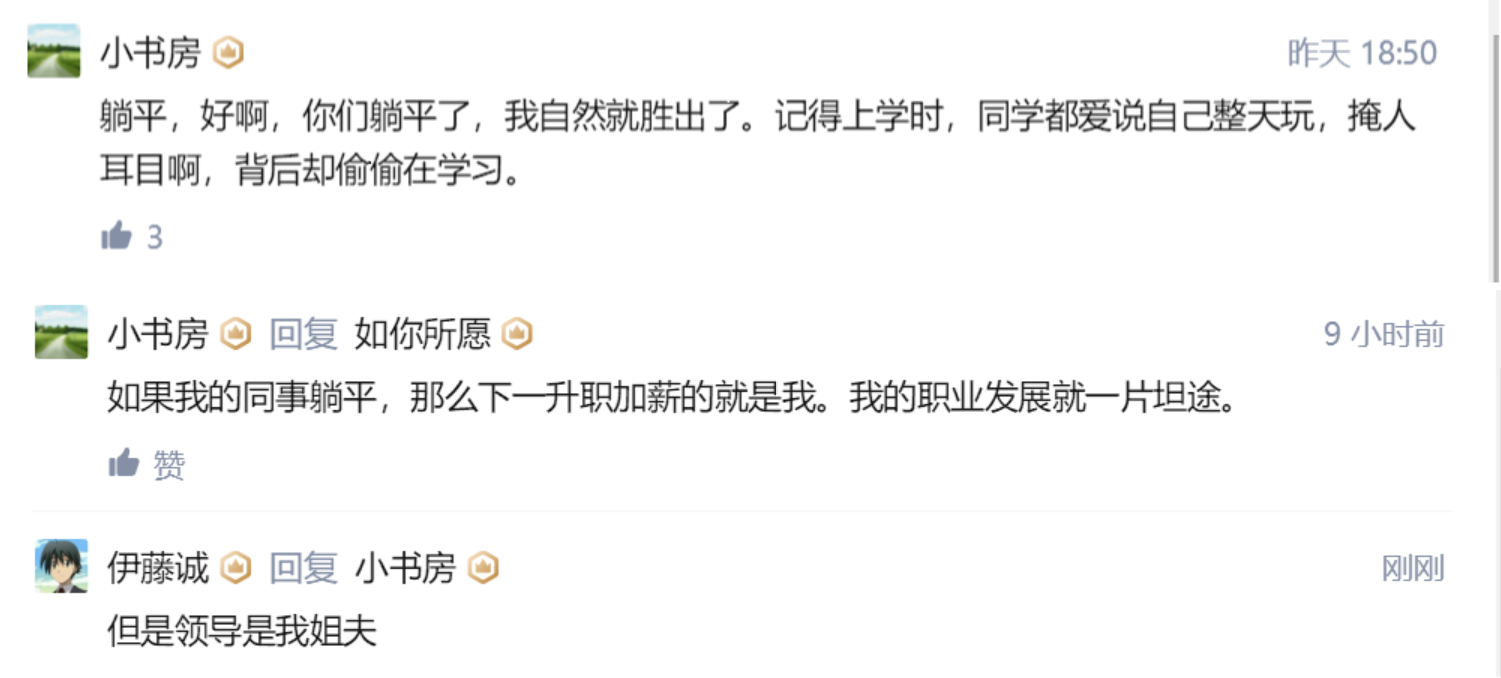 小书房 昨天 18:50
躺平，好啊，你们躺平了，我自然就胜出了。记得上学时，同学都爱说自己整天玩，掩人
耳目啊，背后却偷偷在学习。
3
小书房 回复 如你所愿 9 小时前
如果我的同事躺平，那么下一升职加薪的就是我。我的职业发展就一片坦途。
赞
伊藤诚 回复 小书房 刚刚
但是领导是我姐夫